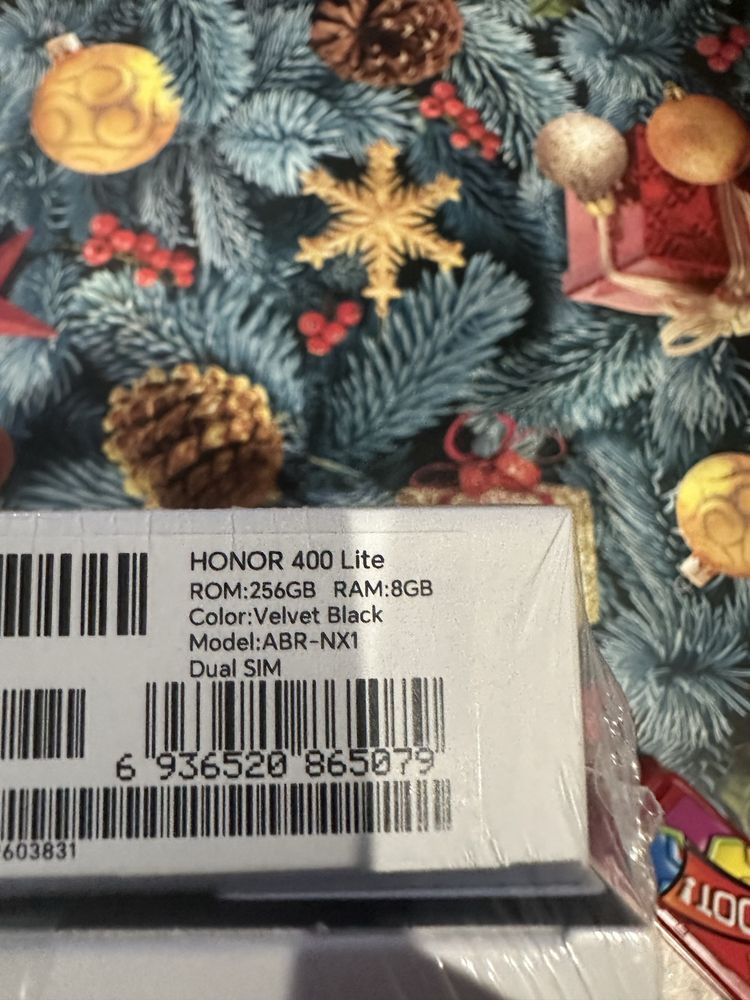 HONOR 400 Lite
ROM:256GB RAM:8GB
Color:Velvet Black
Model:ABR-NX1
Dual SIM
6 936520 865079
603831